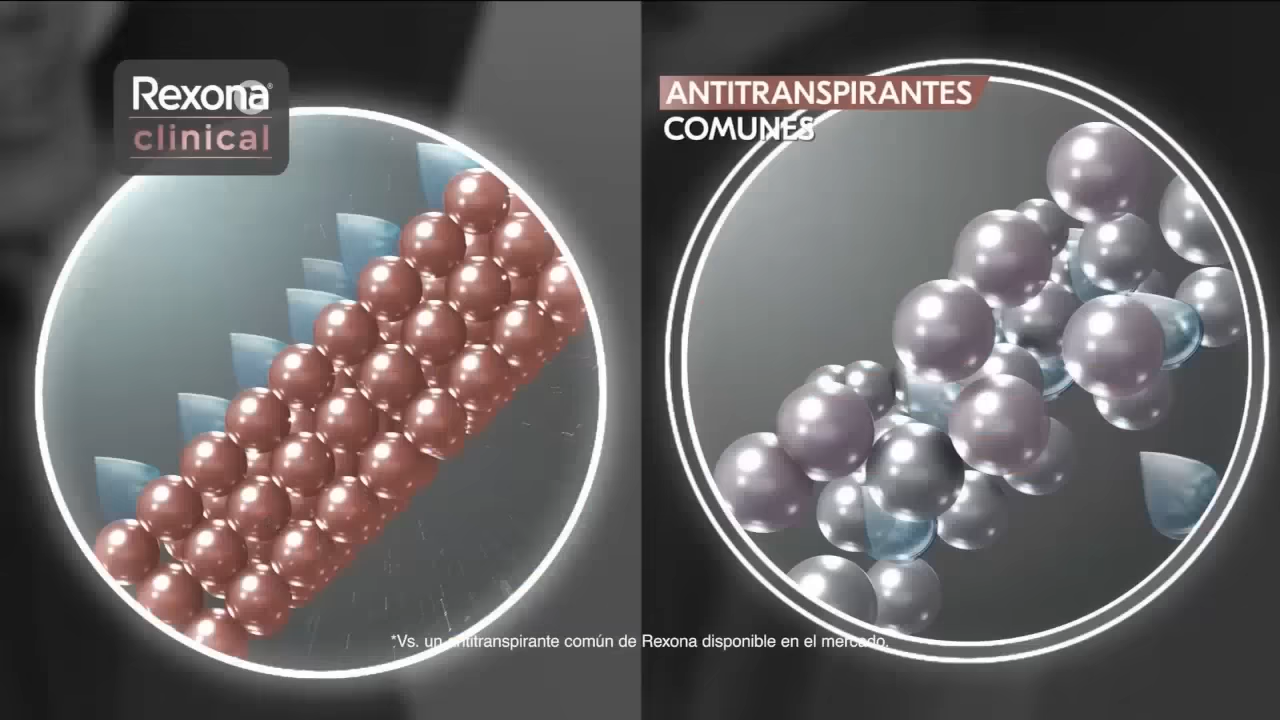 Rexona®
clinical
ANTITRANSPIRANTES
COMUNES
*Vs. un antitranspirante común de Rexona disponible en el mercado.